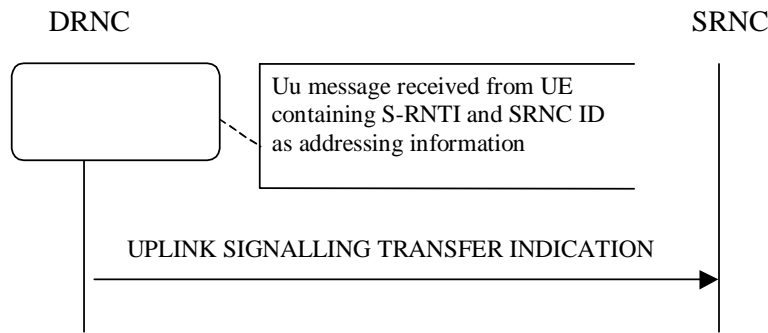 DRNC
SRNC
Uu message received from UE
containing S-RNTI and SRNC ID
as addressing information
UPLINK SIGNALLING TRANSFER INDICATION